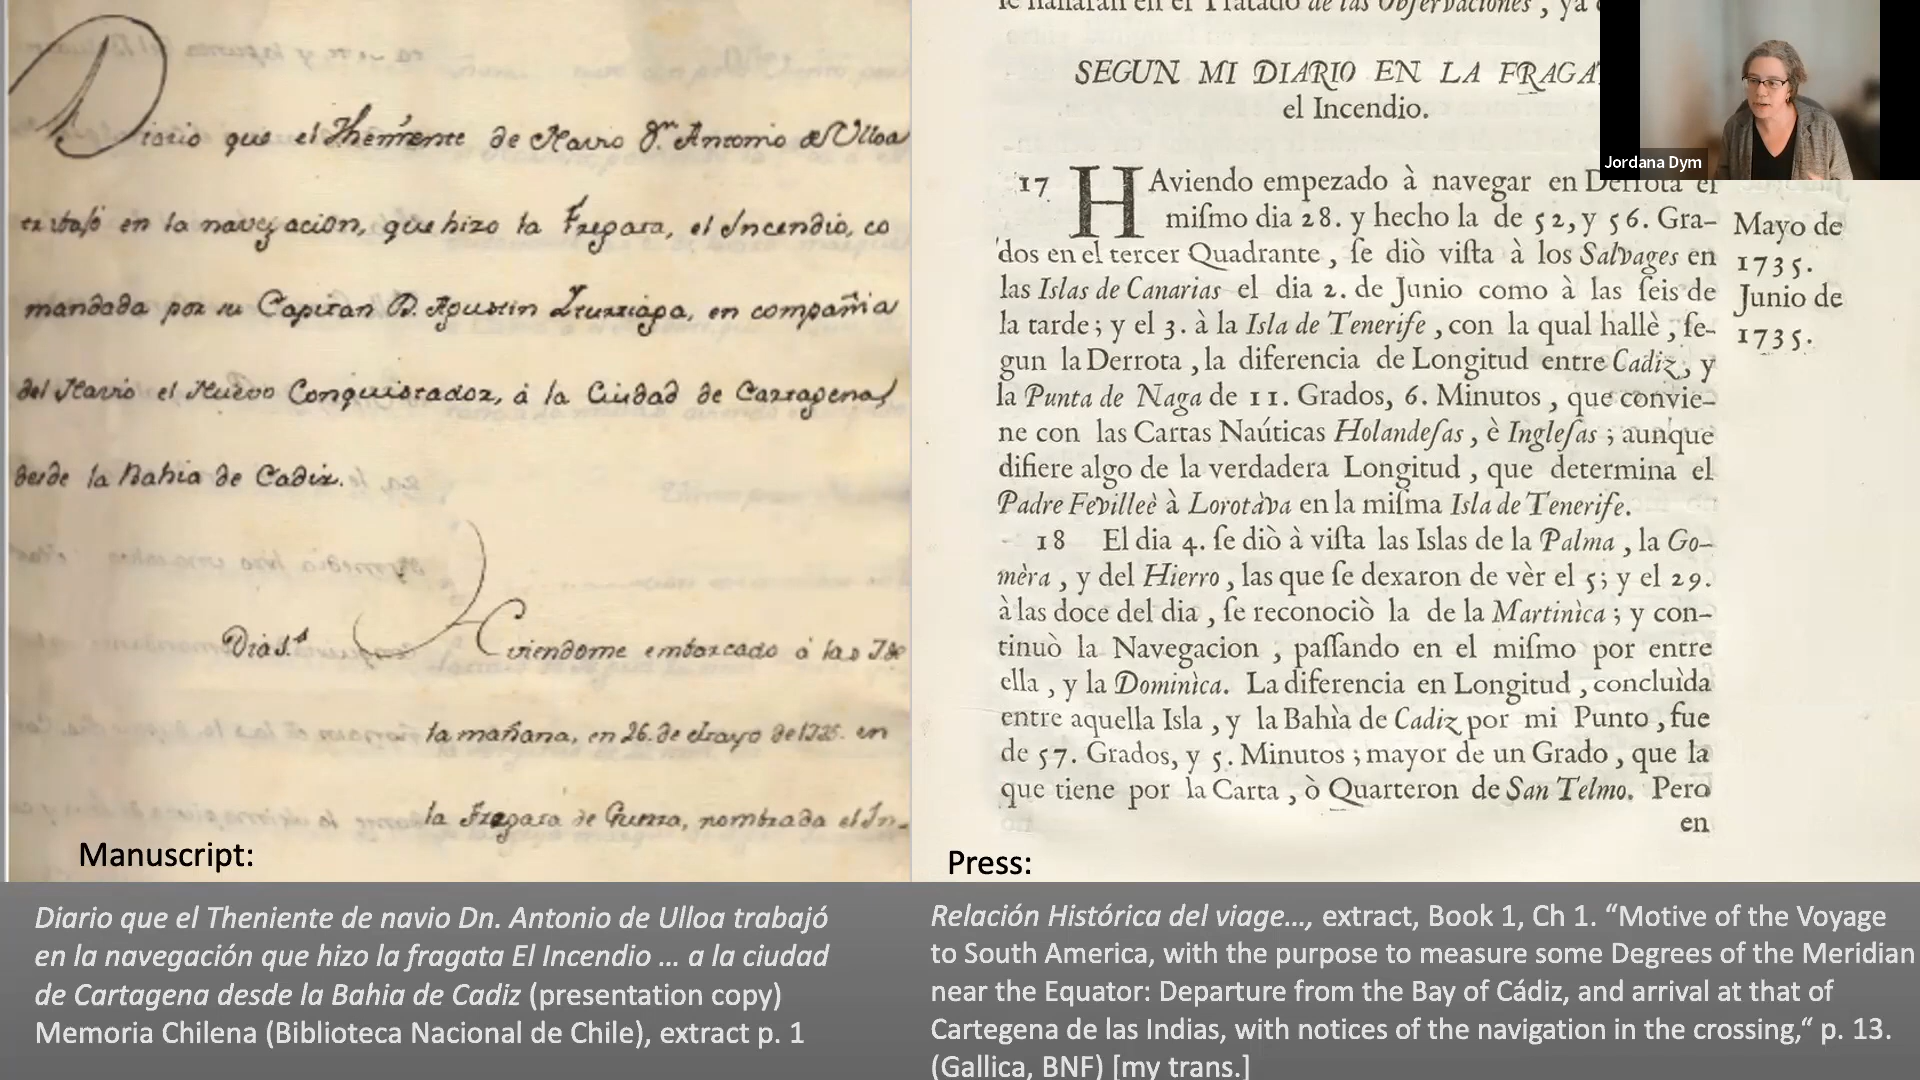 Diario que el Themiente de Navio Dn. Antonio de Ulloa
trabajó en la navegacion, que hizo la Fragata, el Incendio, co
mandada por su Capitan D. Agustin Iturriaga, en compañia
del Navio el Nuevo Conquistador, á la Ciudad de Cartagena,
desde la Bahia de Cadiz.
Dia 1.º Aviendome embarcado á las 7 de
la mañana, en 26. de Mayo de 1735. en
la Fragata de Guerra, nombrada el In-
Manuscript:
Diario que el Theniente de navio Dn. Antonio de Ulloa trabajó
en la navegación que hizo la fragata El Incendio … a la ciudad
de Cartagena desde la Bahia de Cadiz (presentation copy)
Memoria Chilena (Biblioteca Nacional de Chile), extract p. 1
le hallaràn en el Tratado de las Observaciones, ya
SEGUN MI DIARIO EN LA FRAGA
el Incendio.
17 HAviendo empezado à navegar en Derrota el
miſmo dia 28. y hecho la de 52, y 56. Gra-
dos en el tercer Quadrante, ſe diò viſta à los Salvages en
las Islas de Canarias el dia 2. de Junio como à las ſeis de
la tarde; y el 3. à la Isla de Tenerife, con la qual hallè, ſe-
gun la Derrota, la diferencia de Longitud entre Cadiz, y
la Punta de Naga de 11. Grados, 6. Minutos, que convie-
ne con las Cartas Naúticas Holandeſas, è Ingleſas; aunque
difiere algo de la verdadera Longitud, que determina el
Padre Fevilleè à Lorotàva en la miſma Isla de Tenerife.
18 El dia 4. ſe diò à viſta las Islas de la Palma, la Go-
mèra, y del Hierro, las que ſe dexaron de vèr el 5; y el 29.
à las doce del dia, ſe reconociò la de la Martinìca; y con-
tinuò la Navegacion, paſſando en el miſmo por entre
ella, y la Dominìca. La diferencia en Longitud, concluìda
entre aquella Isla, y la Bahìa de Cadiz por mi Punto, fue
de 57. Grados, y 5. Minutos; mayor de un Grado, que la
que tiene por la Carta, ò Quarteron de San Telmo. Pero
en
Mayo de
1735.
Junio de
1735.
Press:
Relación Histórica del viage…, extract, Book 1, Ch 1. “Motive of the Voyage
to South America, with the purpose to measure some Degrees of the Meridian
near the Equator: Departure from the Bay of Cádiz, and arrival at that of
Cartegena de las Indias, with notices of the navigation in the crossing,“ p. 13.
(Gallica, BNF) [my trans.]
Jordana Dym